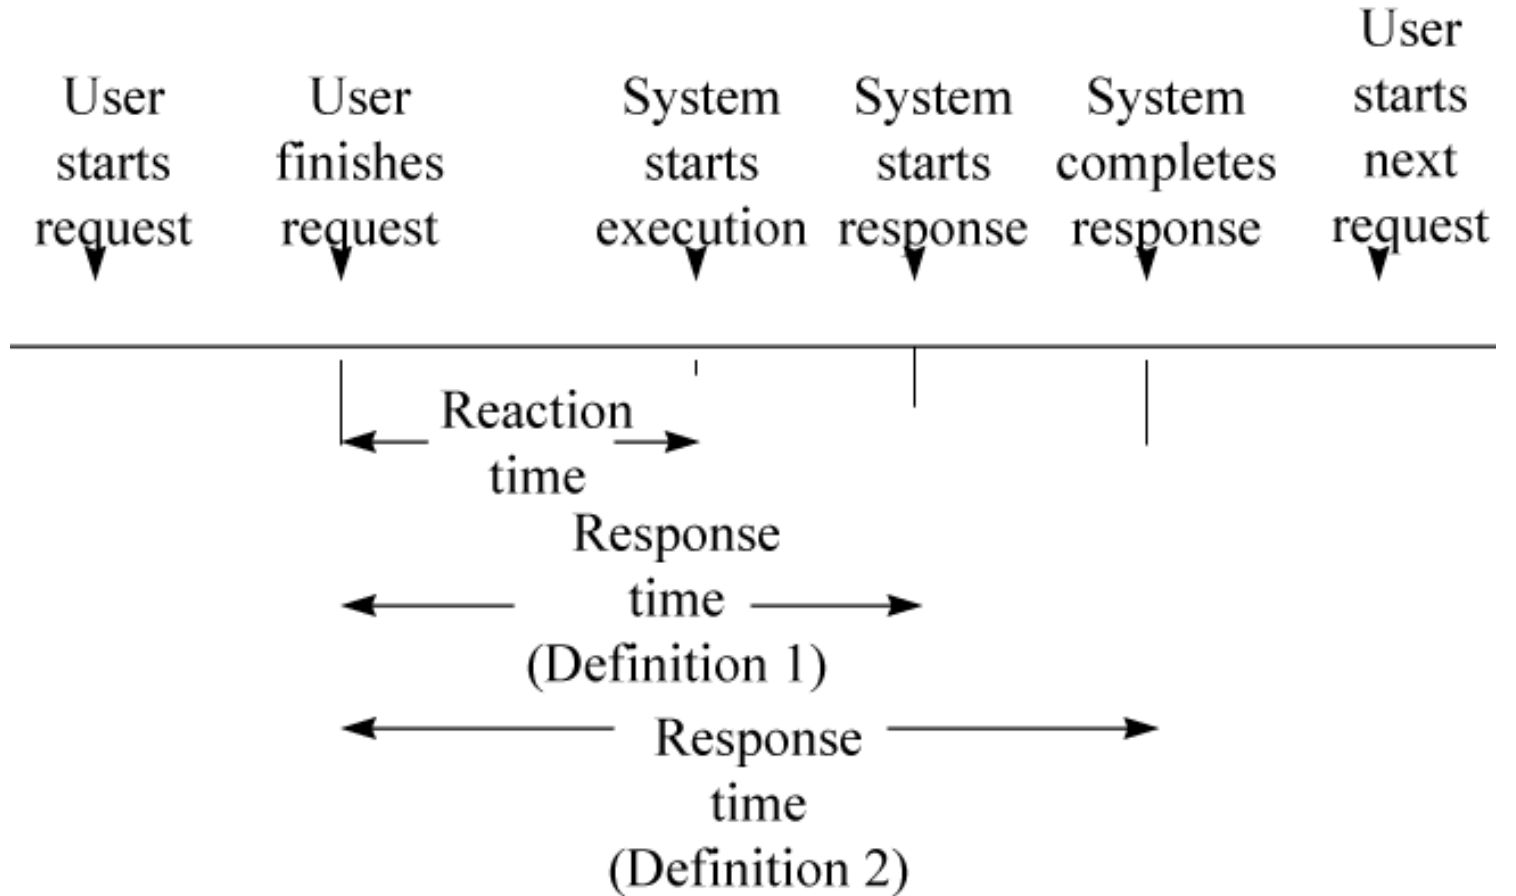 User
starts
request
User
finishes
request
System
starts
execution
System
starts
response
System
completes
response
User
starts
next
request
Reaction
time
Response
time
(Definition 1)
Response
time
(Definition 2)